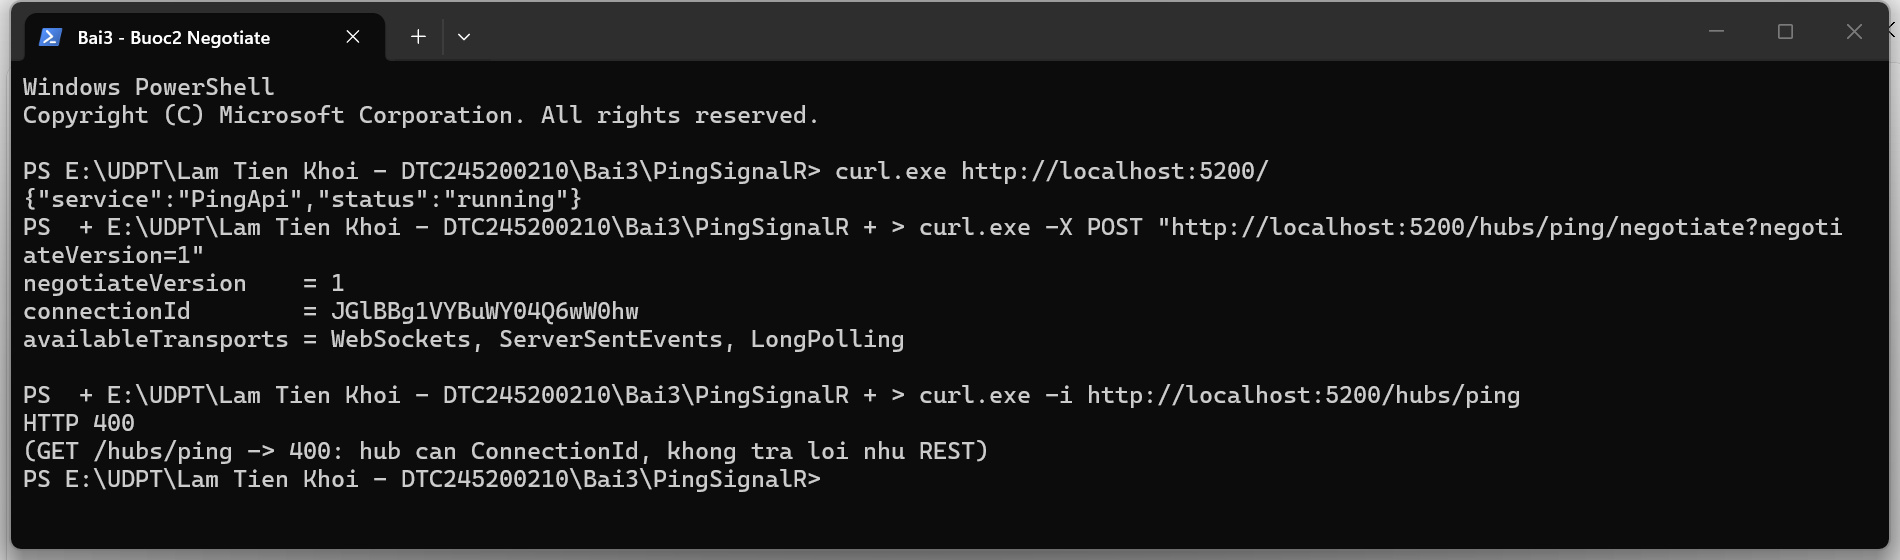 Bai3 - Buoc2 Negotiate
Windows PowerShell
Copyright (C) Microsoft Corporation. All rights reserved.
PS E:\UDPT\Lam Tien Khoi - DTC245200210\Bai3\PingSignalR> curl.exe http://localhost:5200/
{"service":"PingApi","status":"running"}
PS  + E:\UDPT\Lam Tien Khoi - DTC245200210\Bai3\PingSignalR + > curl.exe -X POST "http://localhost:5200/hubs/ping/negotiate?negoti
ateVersion=1"
negotiateVersion    = 1
connectionId        = JGlBBg1VYBuWY04Q6wW0hw
availableTransports = WebSockets, ServerSentEvents, LongPolling
PS  + E:\UDPT\Lam Tien Khoi - DTC245200210\Bai3\PingSignalR + > curl.exe -i http://localhost:5200/hubs/ping
HTTP 400
(GET /hubs/ping -> 400: hub can ConnectionId, khong tra loi nhu REST)
PS E:\UDPT\Lam Tien Khoi - DTC245200210\Bai3\PingSignalR>